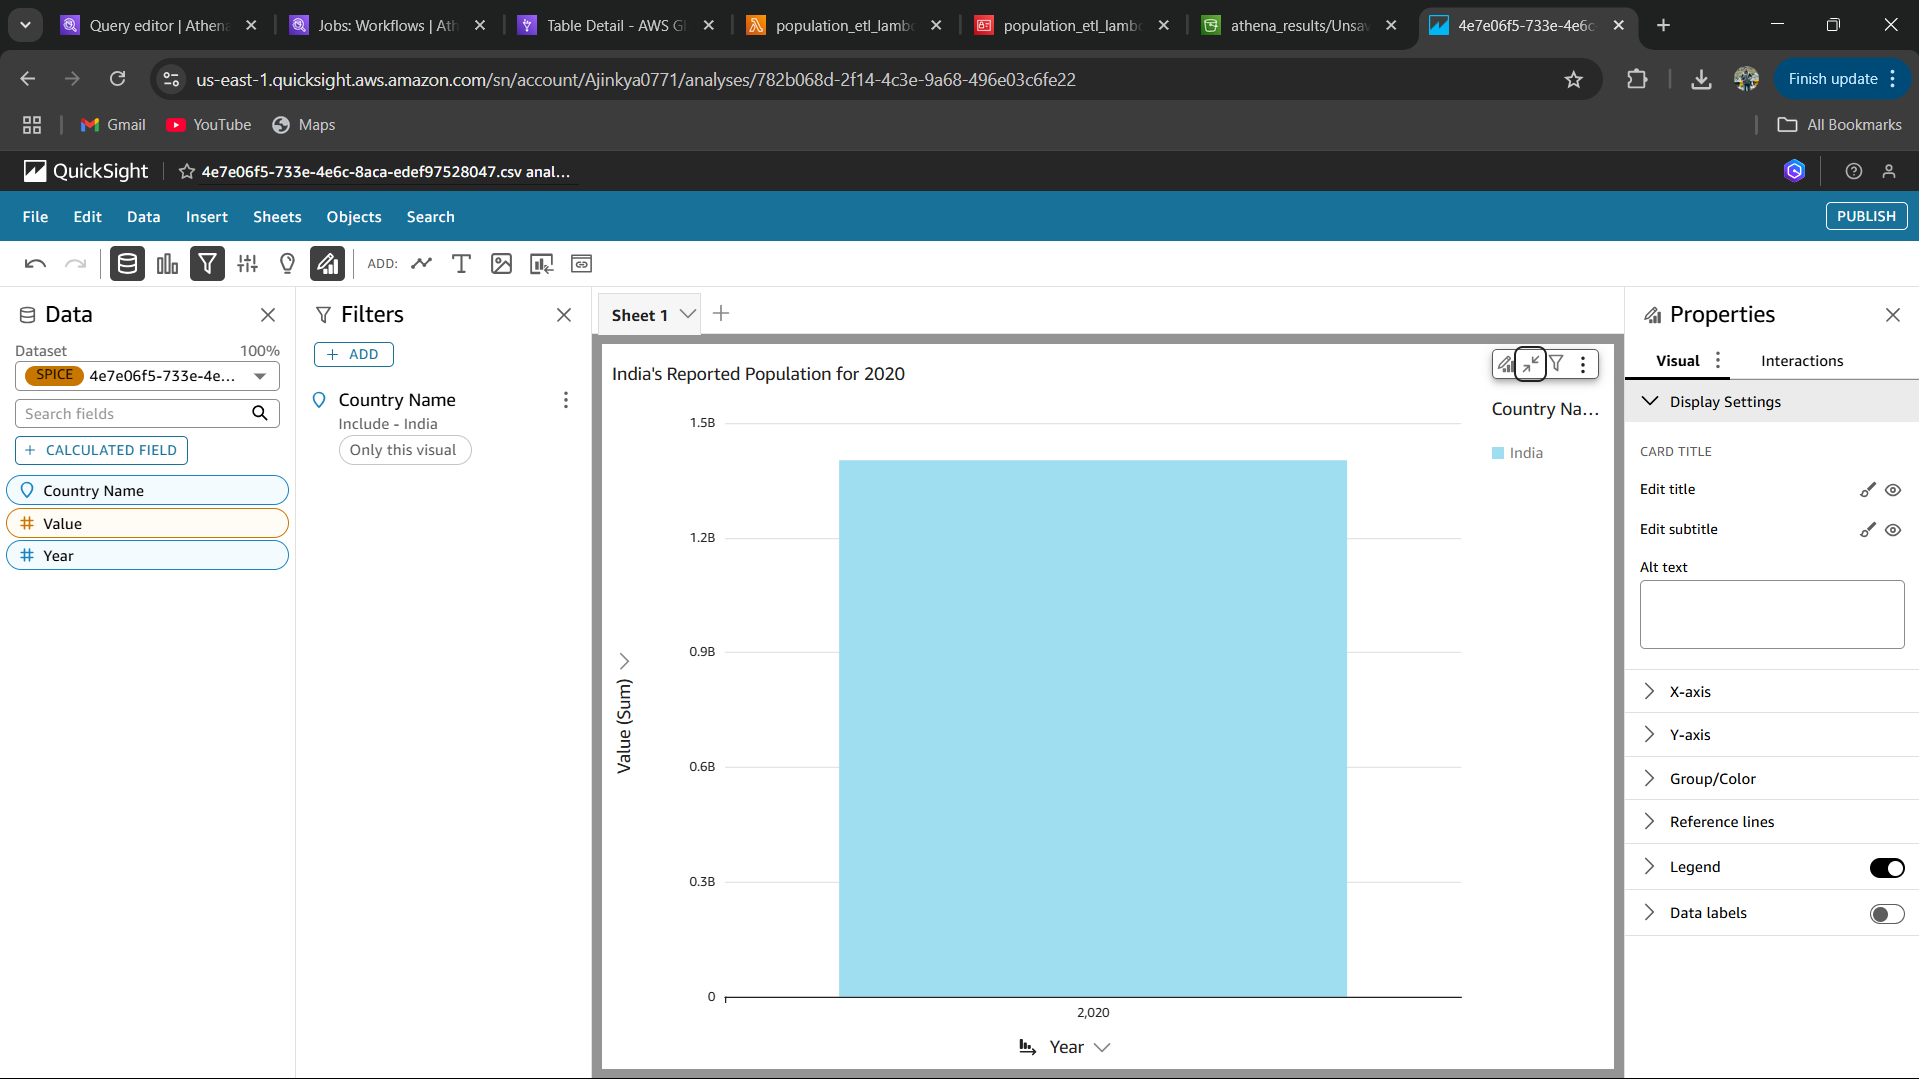 Query editor | Athena
Jobs: Workflows | Ath
Table Detail - AWS Gl
population_etl_lambd
population_etl_lambd
athena_results/Unsav
4e7e06f5-733e-4e6c-
us-east-1.quicksight.aws.amazon.com/sn/account/Ajinkya0771/analyses/782b068d-2f14-4c3e-9a68-496e03c6fe22
Finish update
Gmail
YouTube
Maps
All Bookmarks
QuickSight
4e7e06f5-733e-4e6c-8aca-edef97528047.csv anal...
File
Edit
Data
Insert
Sheets
Objects
Search
PUBLISH
ADD:
Data
Dataset
100%
SPICE 4e7e06f5-733e-4e...
Search fields
+ CALCULATED FIELD
Country Name
# Value
# Year
Filters
+ ADD
Country Name
Include - India
Only this visual
Sheet 1
India's Reported Population for 2020
Country Na...
India
1.5B
1.2B
0.9B
0.6B
0.3B
0
Value (Sum)
2,020
Year
Properties
Visual
Interactions
Display Settings
CARD TITLE
Edit title
Edit subtitle
Alt text
X-axis
Y-axis
Group/Color
Reference lines
Legend
Data labels